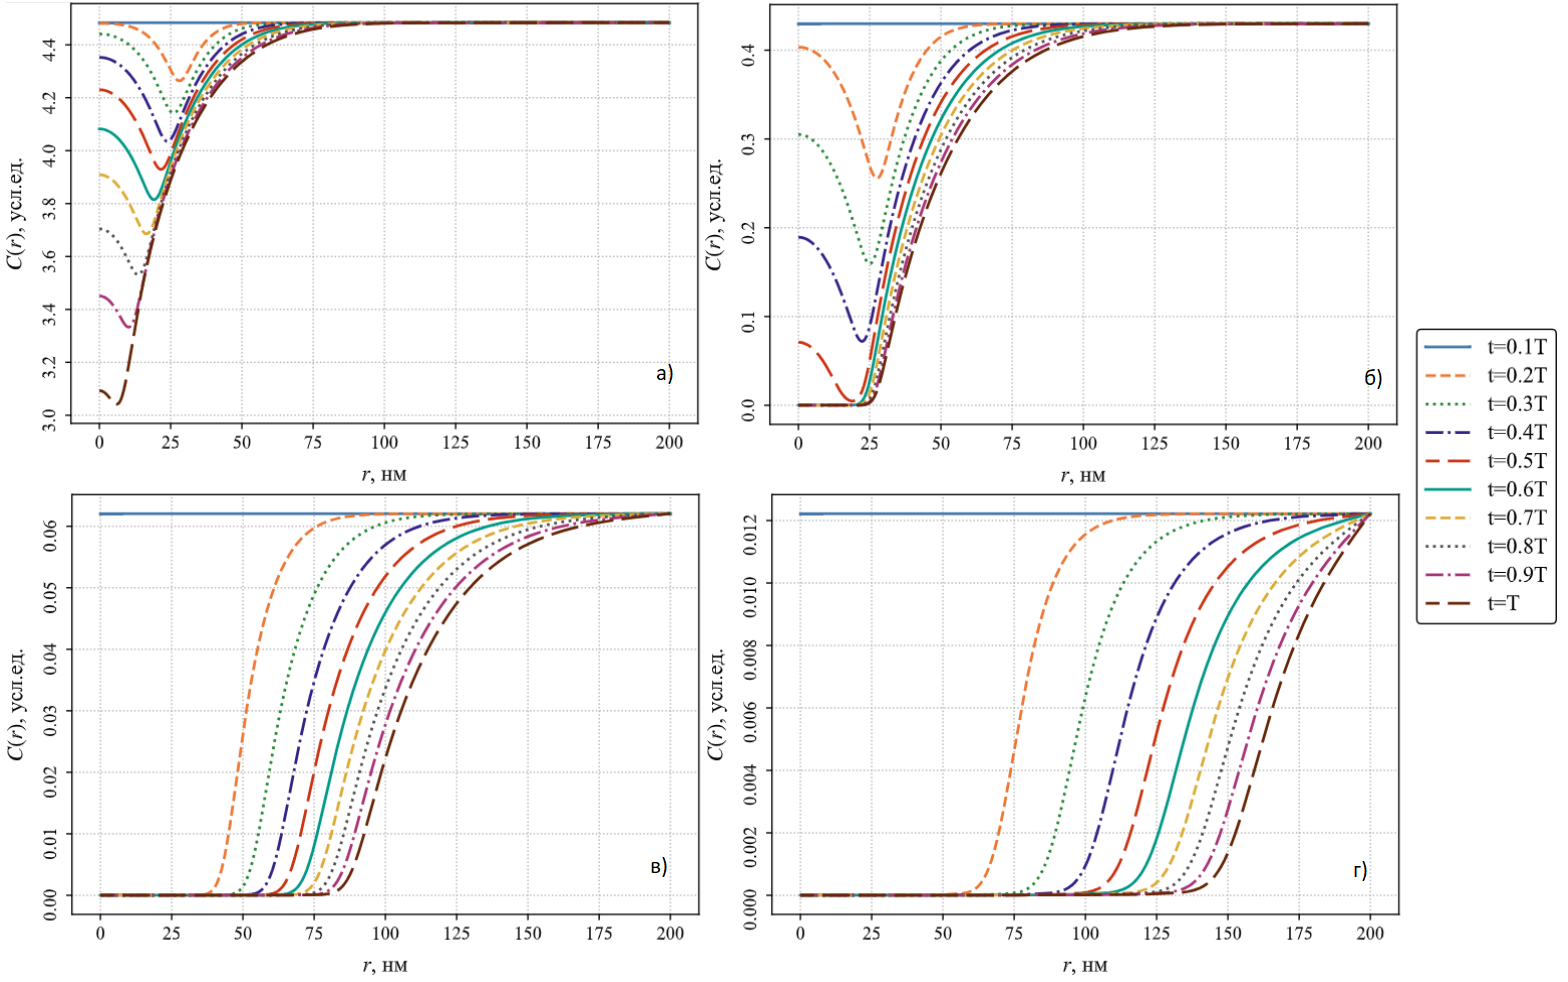 C(r), усл.ед.
4.4
4.2
4.0
3.8
3.6
3.4
3.2
3.0
а)
0 25 50 75 100 125 150 175 200
r, нм
C(r), усл.ед.
0.4
0.3
0.2
0.1
0.0
б)
0 25 50 75 100 125 150 175 200
r, нм
C(r), усл.ед.
0.06
0.05
0.04
0.03
0.02
0.01
0.00
в)
0 25 50 75 100 125 150 175 200
r, нм
C(r), усл.ед.
0.012
0.010
0.008
0.006
0.004
0.002
0.000
г)
0 25 50 75 100 125 150 175 200
r, нм
t=0.1T
t=0.2T
t=0.3T
t=0.4T
t=0.5T
t=0.6T
t=0.7T
t=0.8T
t=0.9T
t=T